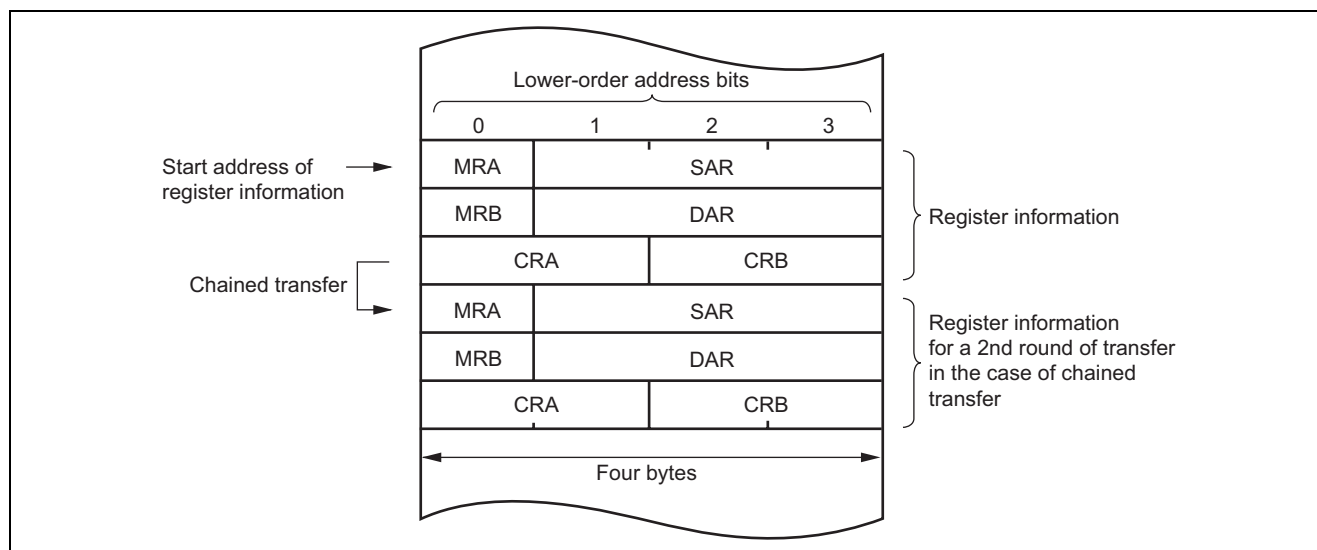 Lower-order address bits
0 1 2 3
Start address of
register information
MRA SAR
MRB DAR
CRA CRB
Register information
Chained transfer
MRA SAR
MRB DAR
CRA CRB
Register information
for a 2nd round of transfer
in the case of chained
transfer
Four bytes